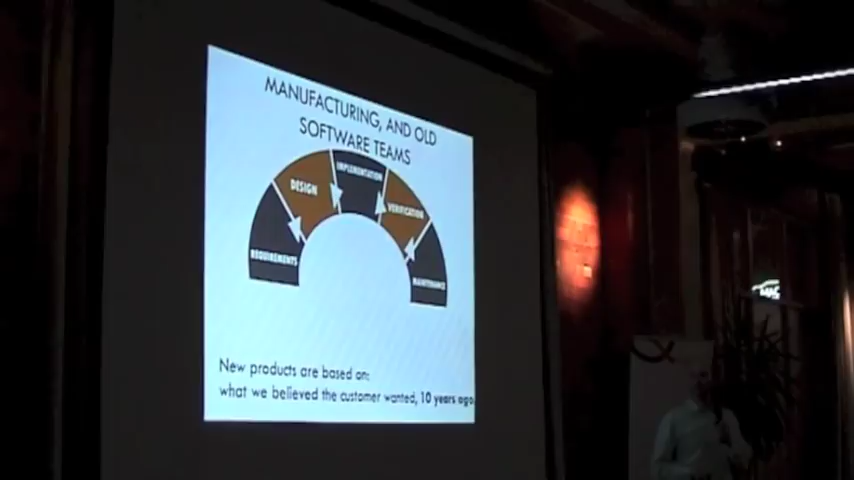 MANUFACTURING, AND OLD
SOFTWARE TEAMS
IMPLEMENTATION
DESIGN
VERIFICATION
REQUIREMENTS
MAINTENANCE
New products are based on:
what we believed the customer wanted, 10 years ago.